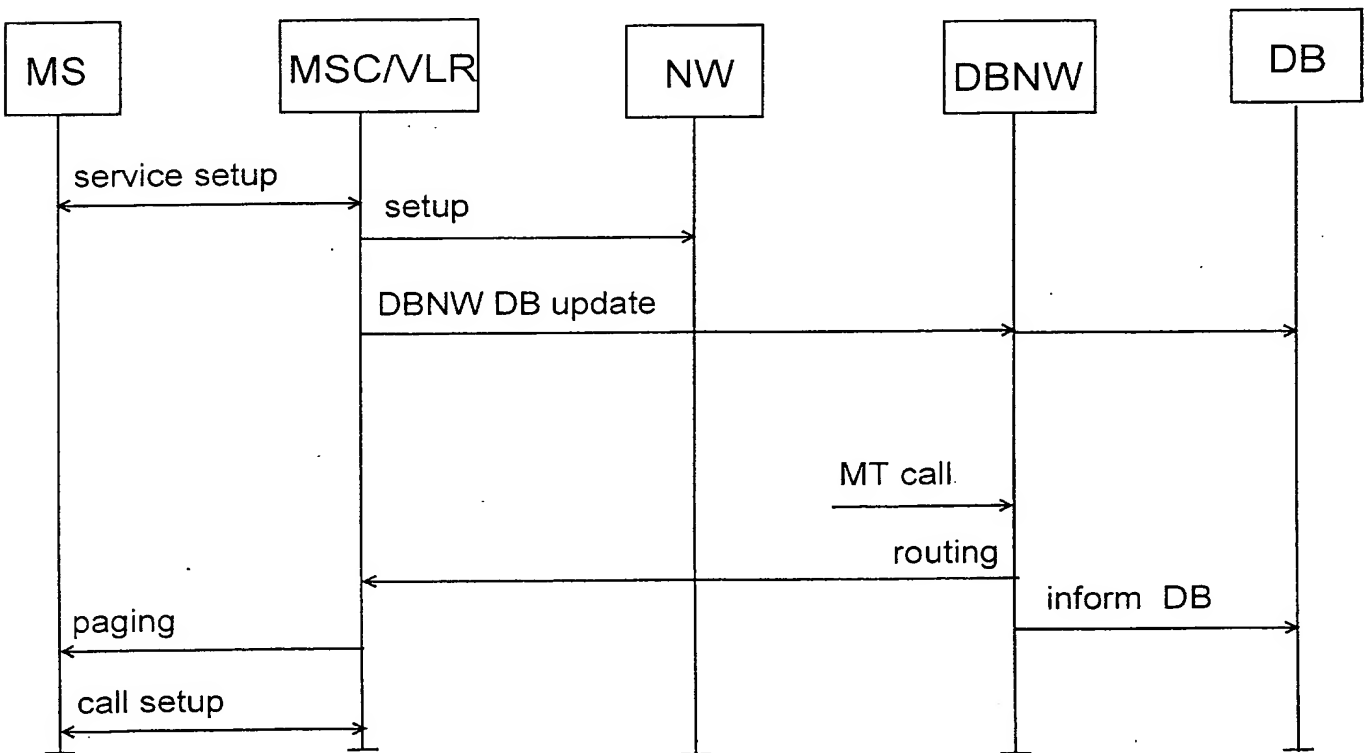 MS
MSC/VLR
NW
DBNW
DB
service setup
setup
DBNW DB update
MT call
routing
inform DB
paging
call setup